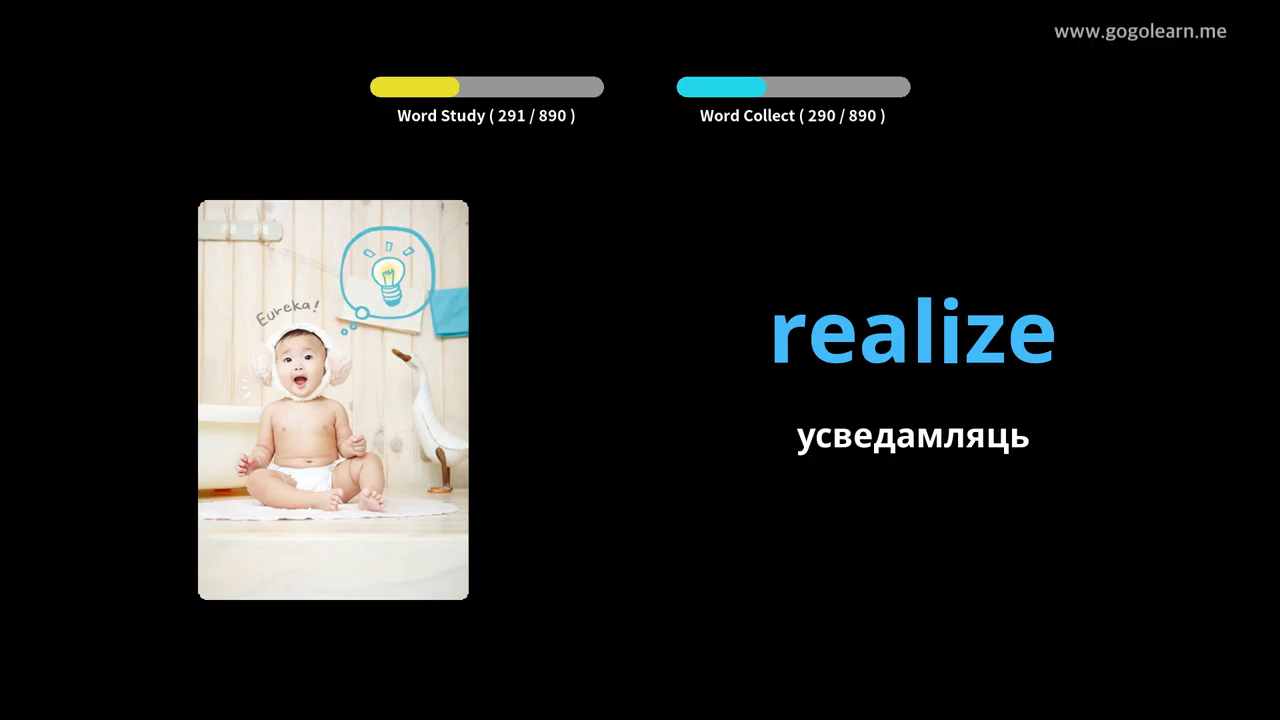 www.gogolearn.me
Word Study ( 291 / 890 )
Word Collect ( 290 / 890 )
Eureka!
realize
усведамляць